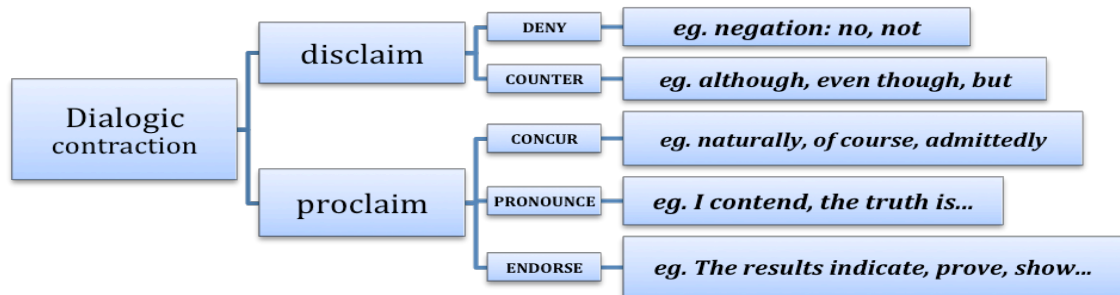 Dialogic
contraction
disclaim
DENY
eg. negation: no, not
COUNTER
eg. although, even though, but
proclaim
CONCUR
eg. naturally, of course, admittedly
PRONOUNCE
eg. I contend, the truth is...
ENDORSE
eg. The results indicate, prove, show...